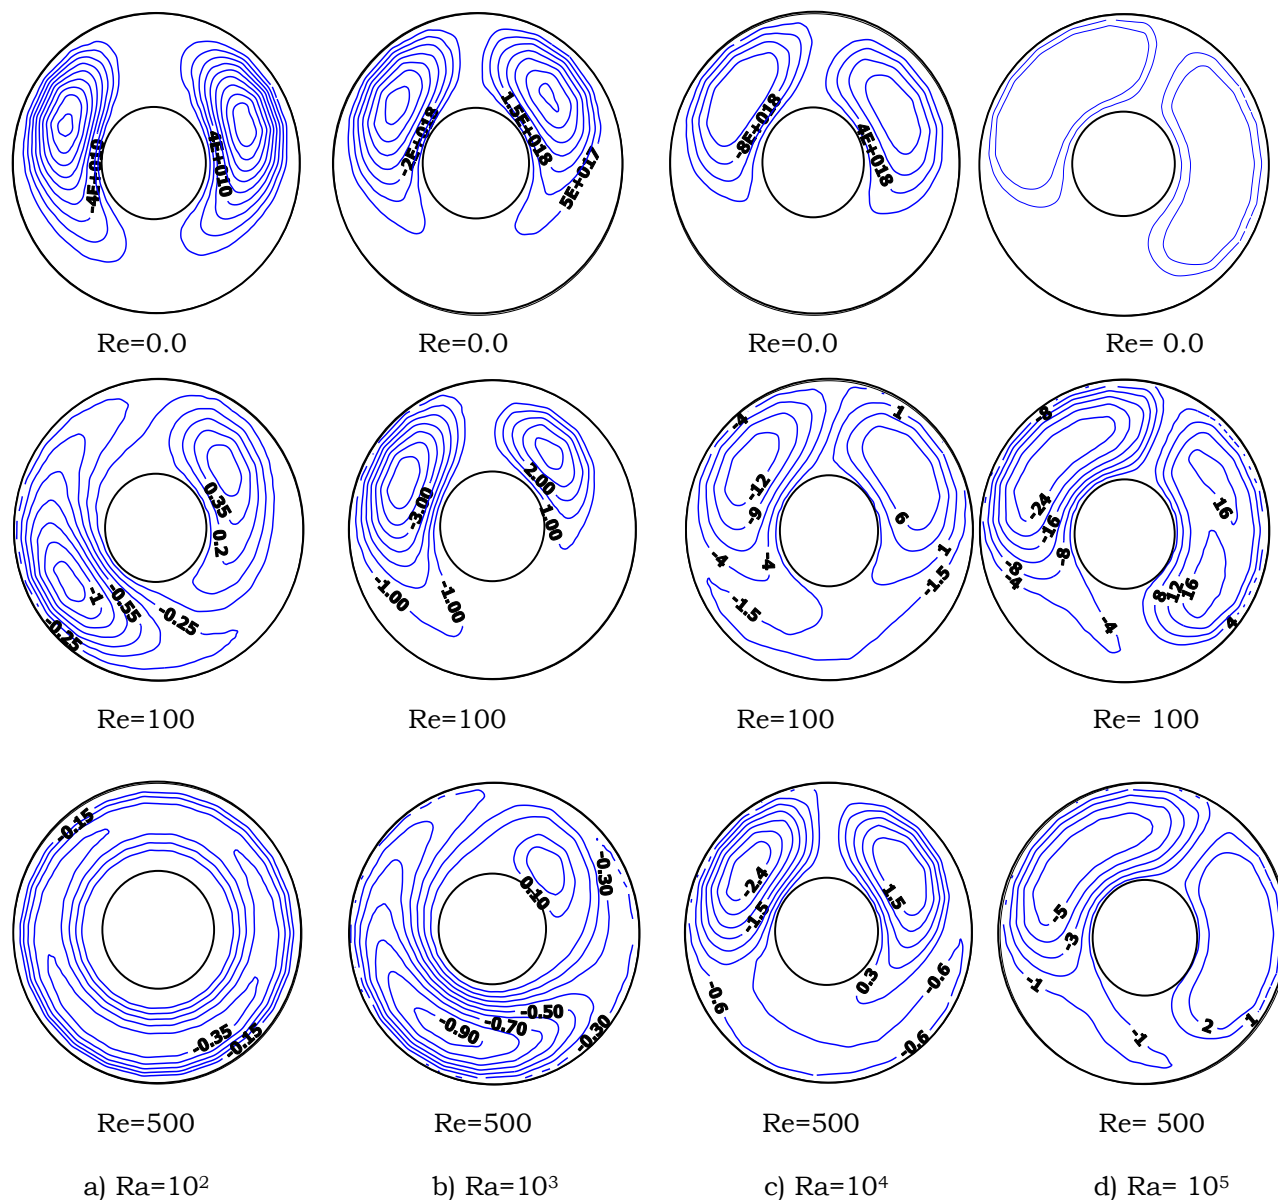 -4E+019 4E+010 -2E+018 1.5E+018 5E+017 -8E+018 4E+018
Re=0.0 Re=0.0 Re=0.0 Re= 0.0
0.35 0.2 -1 -0.55 -0.25 -0.25
-3.00 2.00 -1.00 -1.00 -1.00
-4 1 -12 -9 6 -4 -4 1 -1.5 -1.5
-8 -24 -16 -8 -8 -4 16 8 12 16 -4 4
Re=100 Re=100 Re=100 Re= 100
-0.15 -0.35 -0.15
0.10 -0.30 -0.50 -0.70 -0.90 -0.30
-2.4 -1.5 1.5 0.3 -0.6 -0.6 -0.6
-5 -3 -1 -1 2 1
Re=500 Re=500 Re=500 Re= 500
a) Ra=10² b) Ra=10³ c) Ra=10⁴ d) Ra= 10⁵